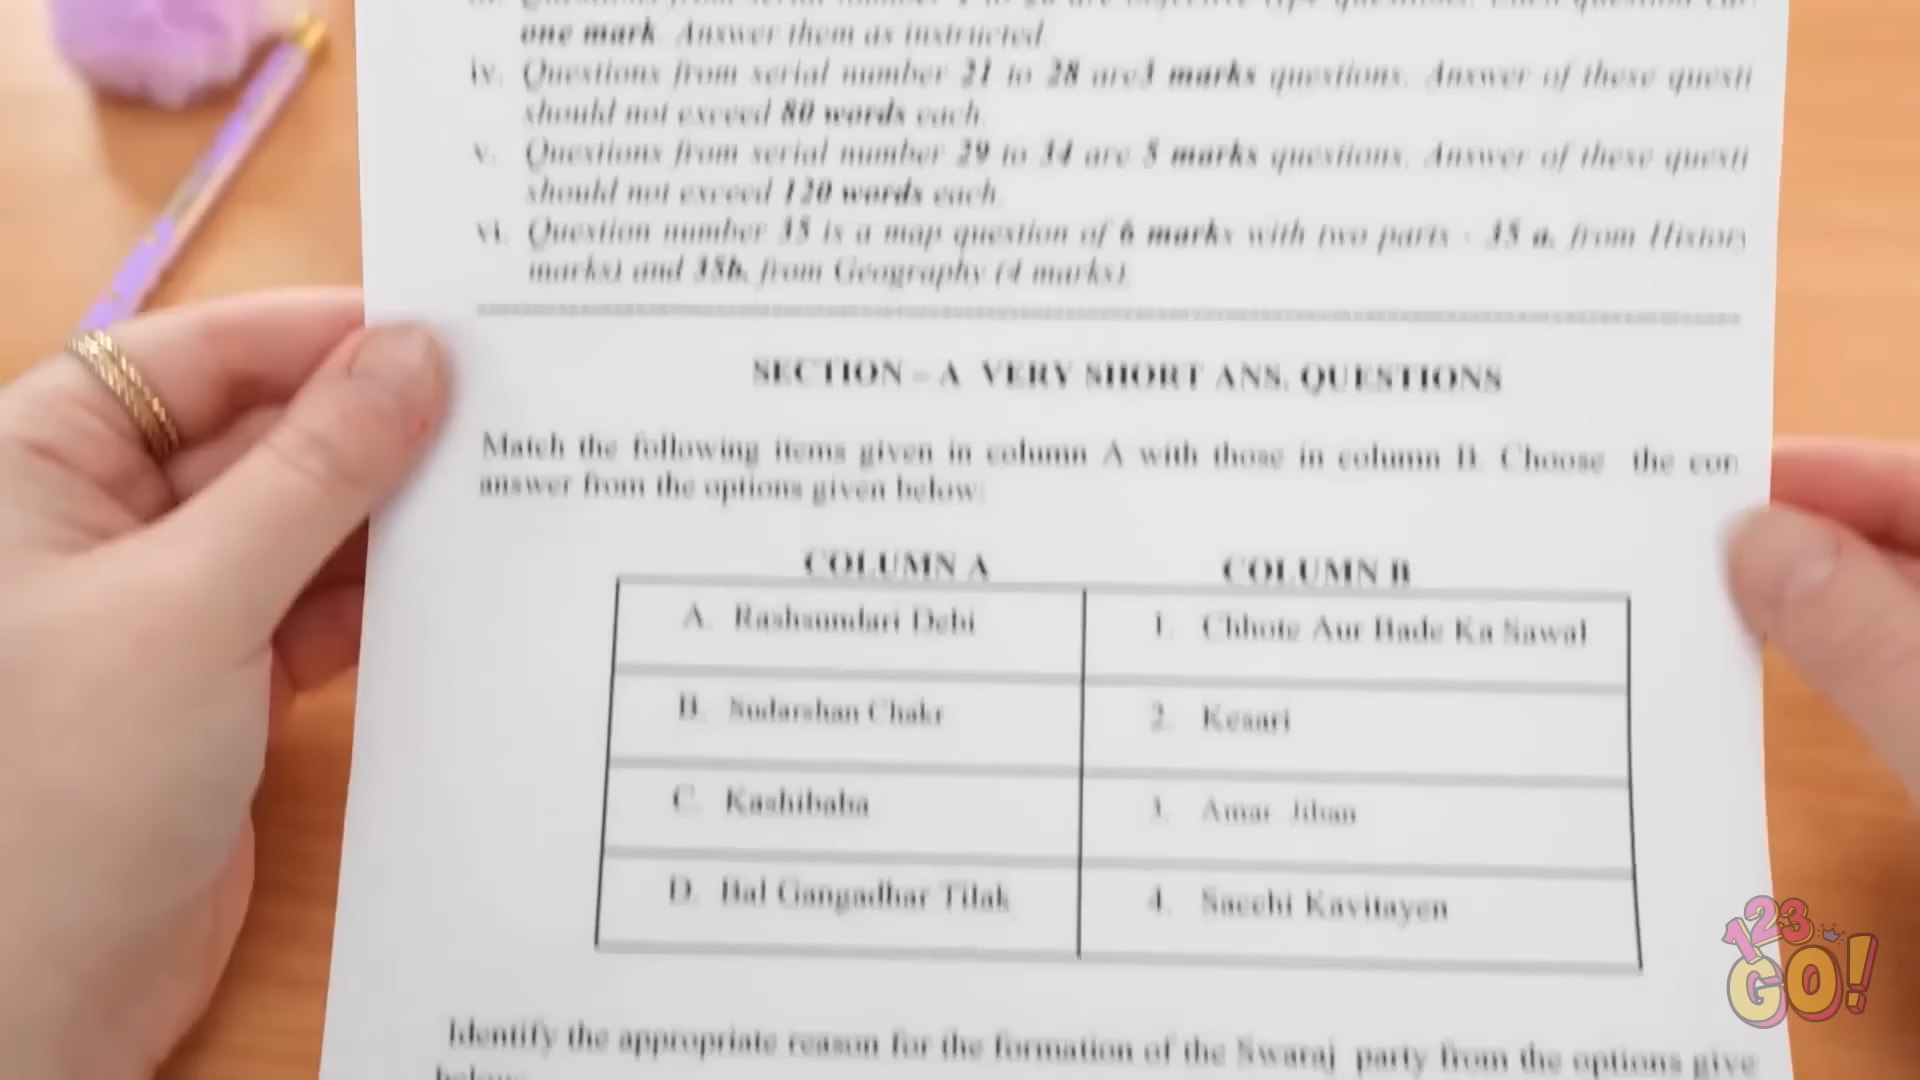 one mark. Answer them as instructed.
iv. Questions from serial number 21 to 28 are3 marks questions. Answer of these questi
should not exceed 80 words each.
v. Questions from serial number 29 to 34 are 5 marks questions. Answer of these questi
should not exceed 120 words each.
vi. Question number 35 is a map question of 6 marks with two parts - 35 a. from History
marks) and 35b. from Geography (4 marks).
SECTION – A VERY SHORT ANS. QUESTIONS
Match the following items given in column A with those in column B. Choose the cor
answer from the options given below:
COLUMN A COLUMN B
A. Rashsundari Debi 1. Chhote Aur Bade Ka Sawal
B. Sudarshan Chakr 2. Kesari
C. Kashibaba 3. Amar Jiban
D. Bal Gangadhar Tilak 4. Sacchi Kavitayen
Identify the appropriate reason for the formation of the Swaraj party from the options give
123 GO!